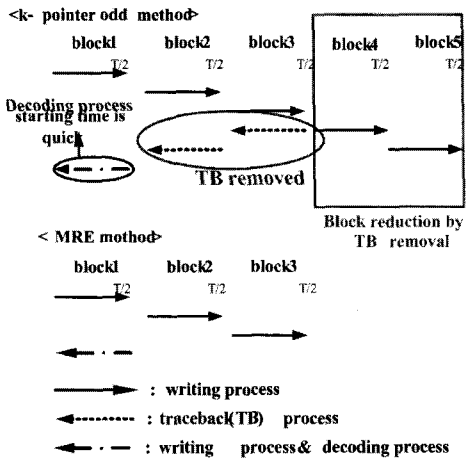 <k- pointer odd method>
block1 block2 block3 block4 block5
T/2 T/2 T/2 T/2 T/2
Decoding process
starting time is
quick
TB removed
Block reduction by
TB removal
< MRE mothod>
block1 block2 block3
T/2 T/2 T/2
: writing process
: traceback(TB) process
: writing process & decoding process